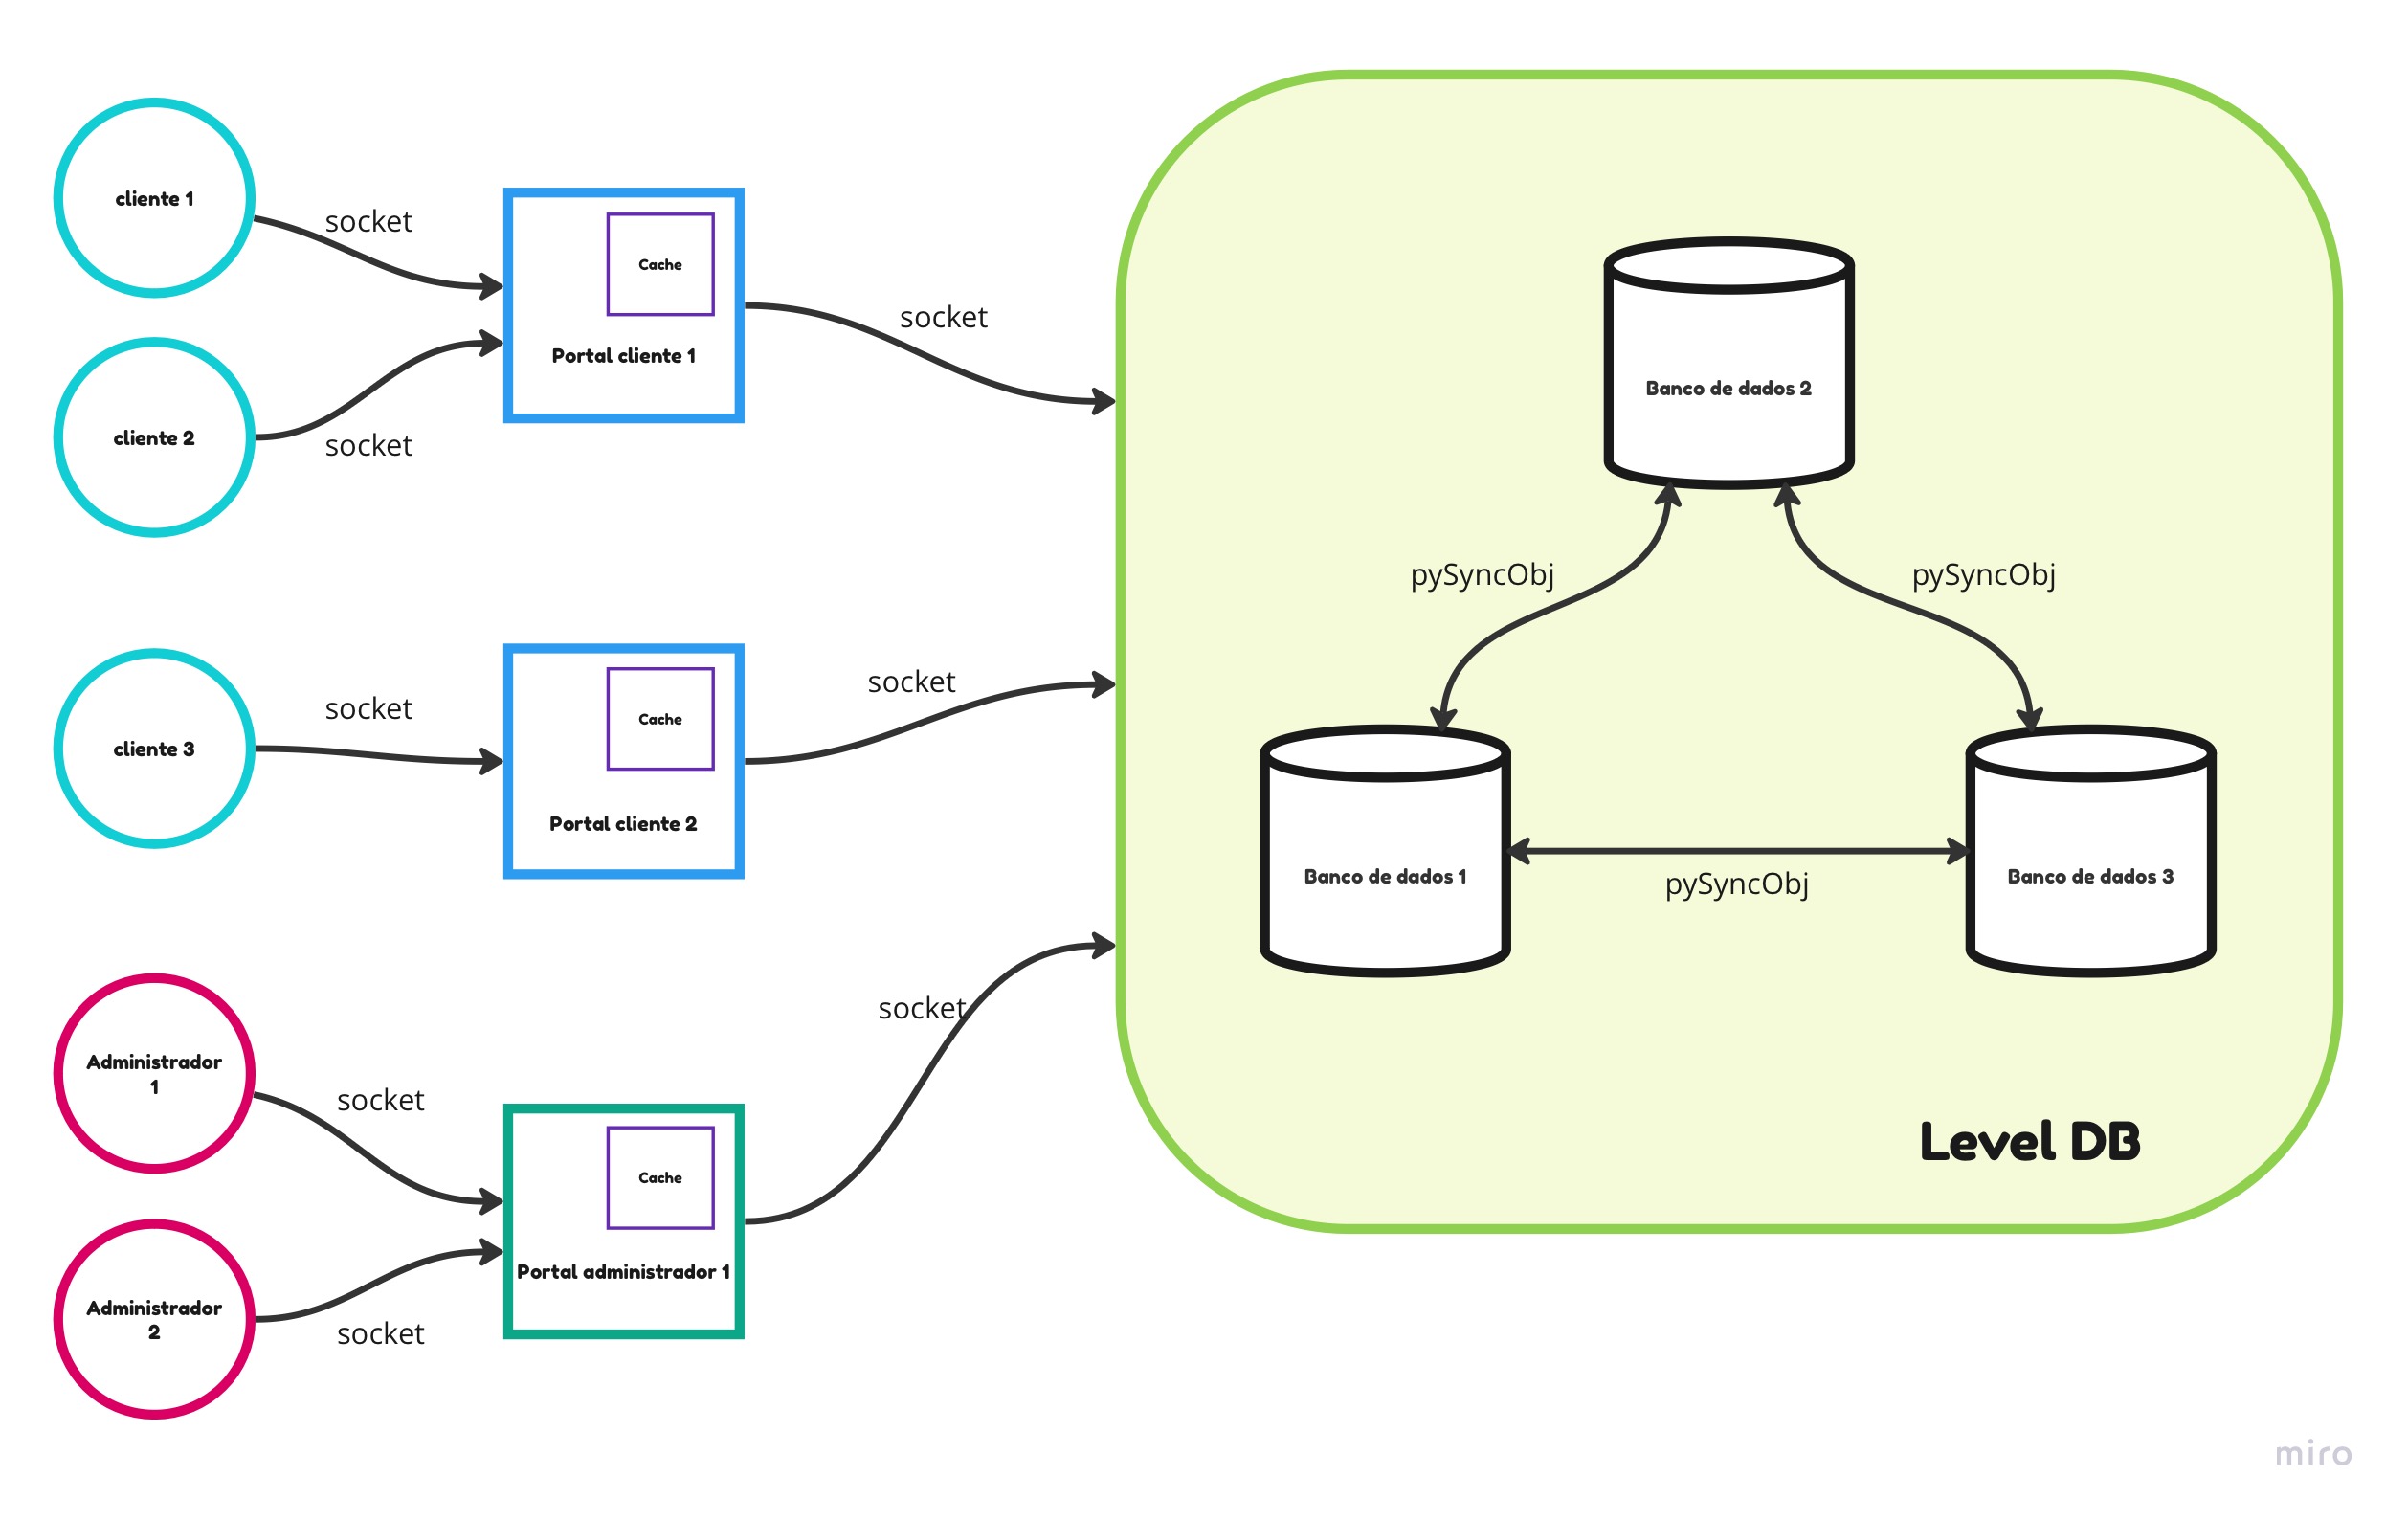 cliente 1
socket
Cache
Portal cliente 1
socket
cliente 2
socket
Banco de dados 2
pySyncObj
pySyncObj
cliente 3
socket
Cache
Portal cliente 2
socket
Banco de dados 1
pySyncObj
Banco de dados 3
Administrador
1
socket
Cache
Portal administrador 1
socket
Administrador
2
socket
Level DB
miro